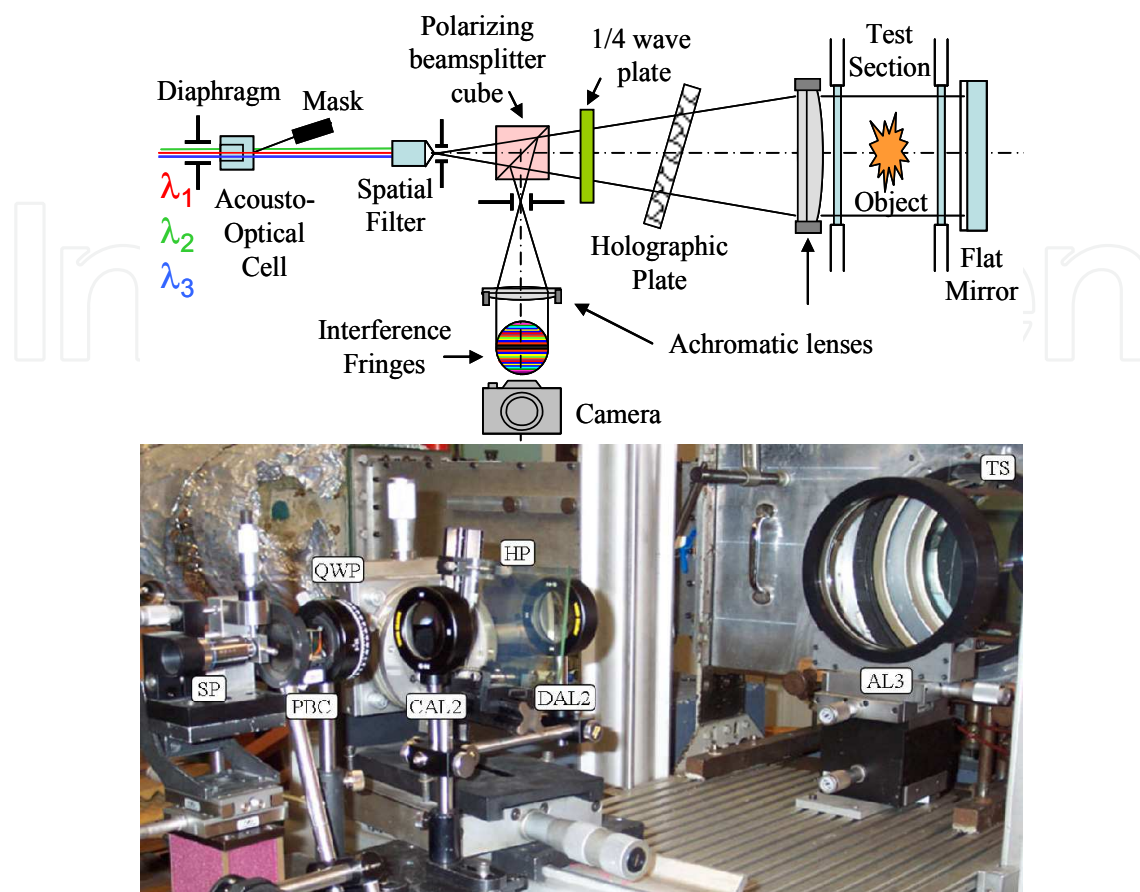 Polarizing
beamsplitter
cube
1/4 wave
plate
Test
Section
Diaphragm
Mask
λ1
λ2
λ3
Acousto-
Optical
Cell
Spatial
Filter
Holographic
Plate
Object
Flat
Mirror
Interference
Fringes
Achromatic lenses
Camera
TS
HP
QWP
SP
PBC
CAL2
DAL2
AL3